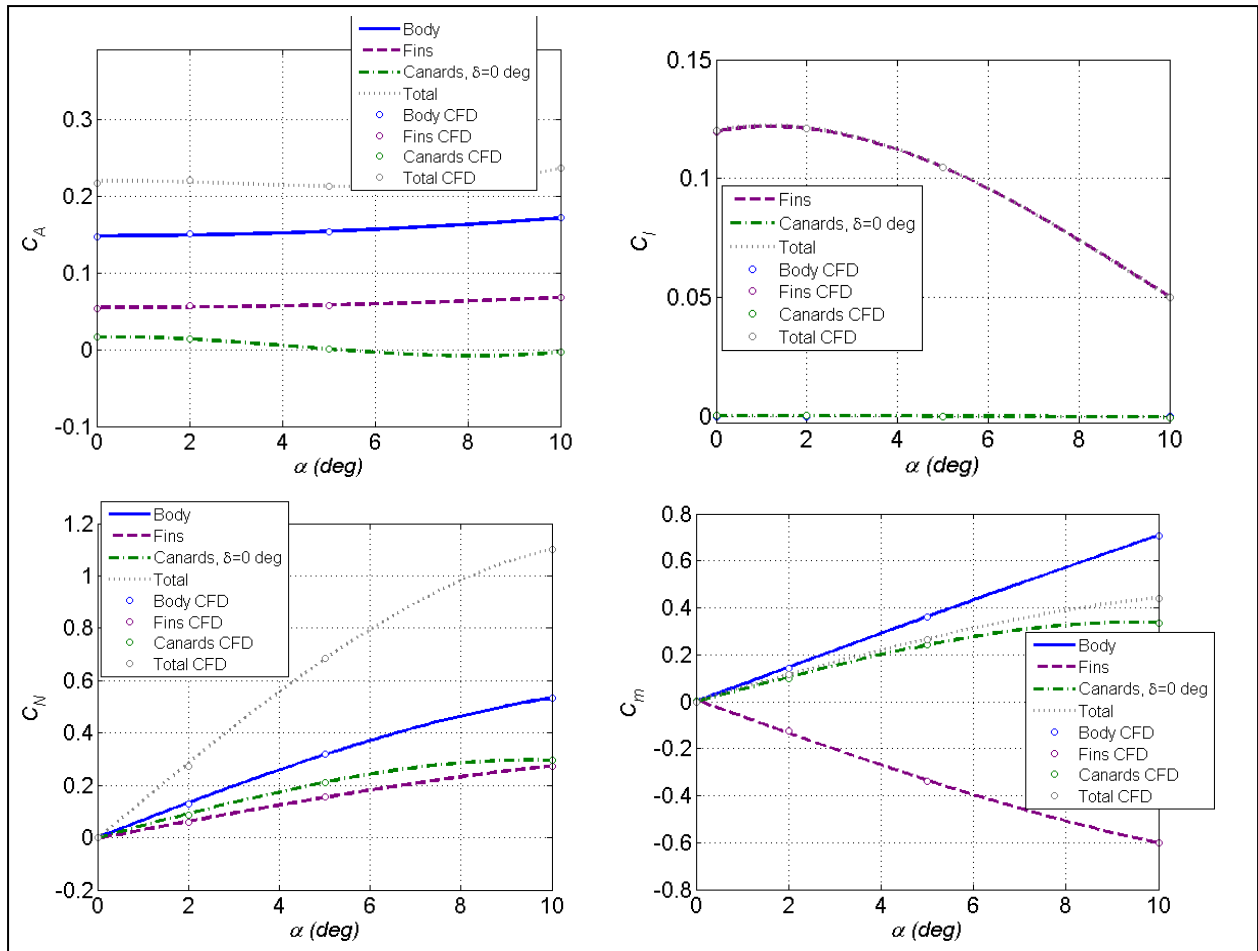 Body
Fins
Canards, δ=0 deg
Total
Body CFD
Fins CFD
Canards CFD
Total CFD
0.3
0.2
0.1
0
-0.1
C_A
0 2 4 6 8 10
α (deg)
0.15
0.1
0.05
0
C_l
Fins
Canards, δ=0 deg
Total
Body CFD
Fins CFD
Canards CFD
Total CFD
0 2 4 6 8 10
α (deg)
Body
Fins
Canards, δ=0 deg
Total
Body CFD
Fins CFD
Canards CFD
Total CFD
1.2
1
0.8
0.6
0.4
0.2
0
-0.2
C_N
0 2 4 6 8 10
α (deg)
0.8
0.6
0.4
0.2
0
-0.2
-0.4
-0.6
-0.8
C_m
Body
Fins
Canards, δ=0 deg
Total
Body CFD
Fins CFD
Canards CFD
Total CFD
0 2 4 6 8 10
α (deg)